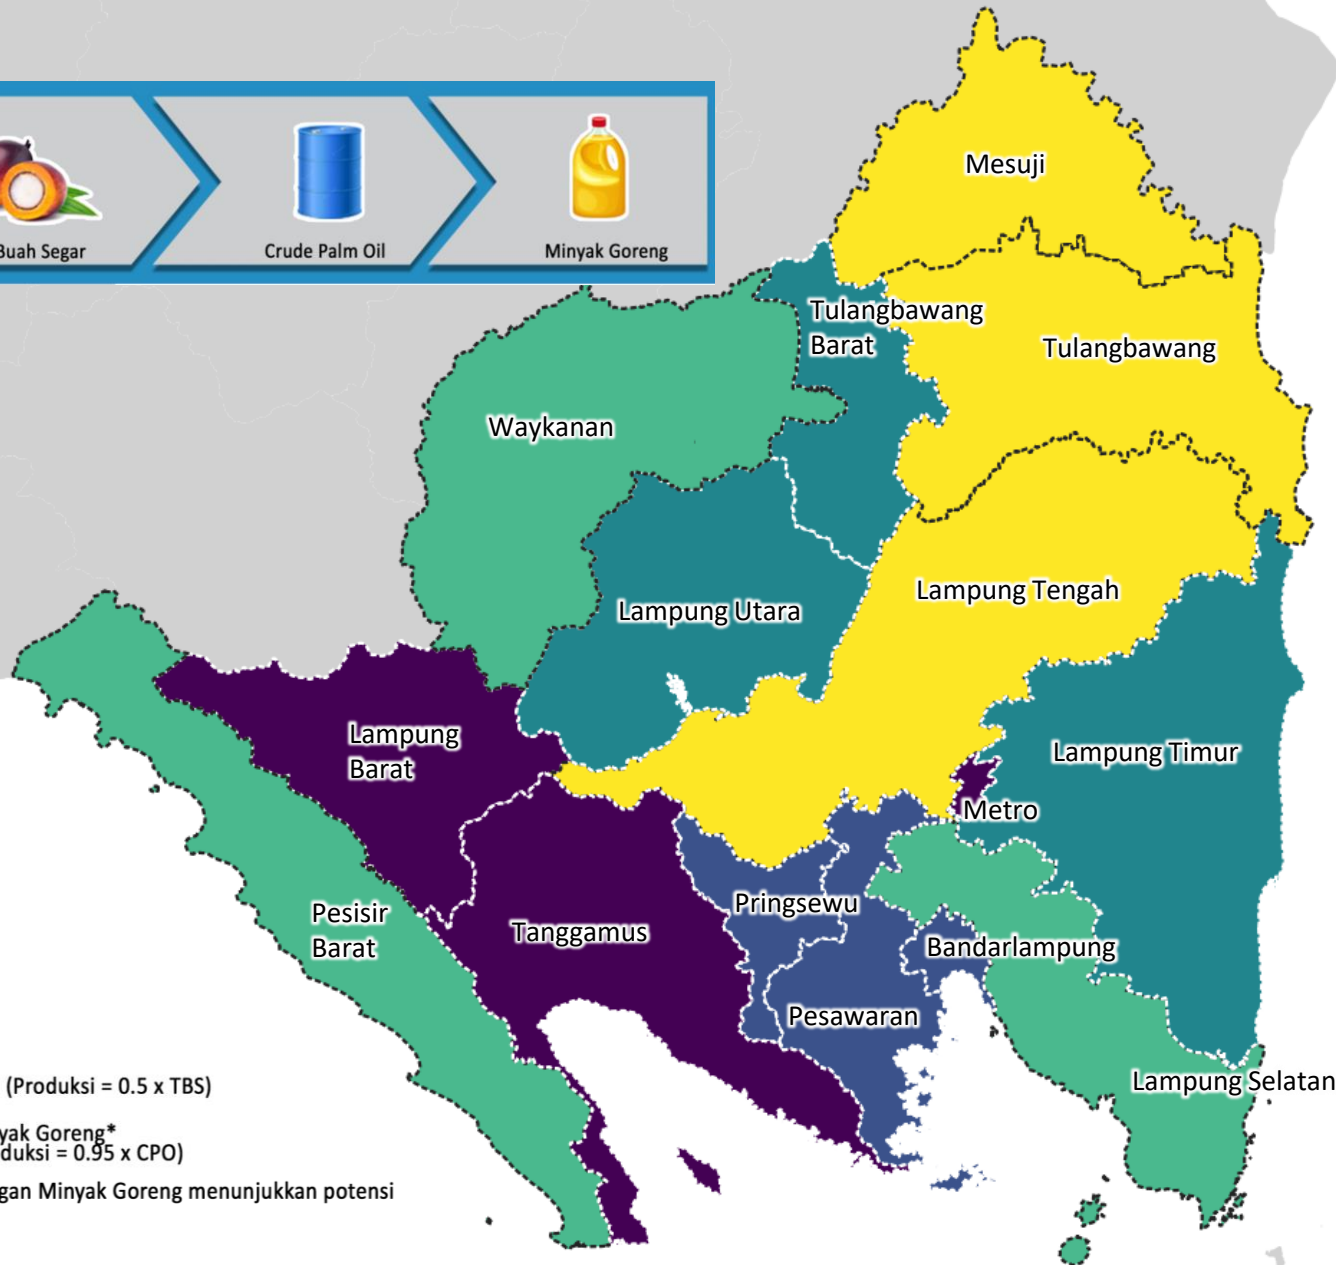 Buah Segar
Crude Palm Oil
Minyak Goreng
Mesuji
Tulangbawang
Barat
Tulangbawang
Waykanan
Lampung Tengah
Lampung Utara
Lampung
Barat
Lampung Timur
Metro
Pringsewu
Pesisir
Barat
Tanggamus
Bandarlampung
Pesawaran
Lampung Selatan
(Produksi = 0.5 x TBS)
yak Goreng*
duksi = 0.95 x CPO)
gan Minyak Goreng menunjukkan potensi